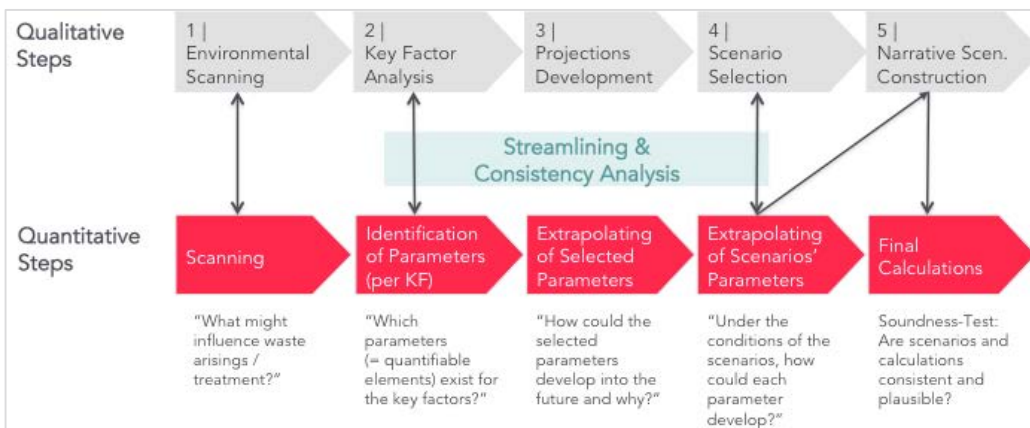 Qualitative
Steps
1 |
Environmental
Scanning
2 |
Key Factor
Analysis
3 |
Projections
Development
4 |
Scenario
Selection
5 |
Narrative Scen.
Construction
Streamlining &
Consistency Analysis
Quantitative
Steps
Scanning
Identification
of Parameters
(per KF)
Extrapolating
of Selected
Parameters
Extrapolating
of Scenarios’
Parameters
Final
Calculations
“What might
influence waste
arisings /
treatment?”
“Which
parameters
(= quantifiable
elements) exist for
the key factors?”
“How could the
selected
parameters
develop into the
future and why?”
“Under the
conditions of the
scenarios, how
could each
parameter
develop?”
Soundness-Test:
Are scenarios and
calculations
consistent and
plausible?